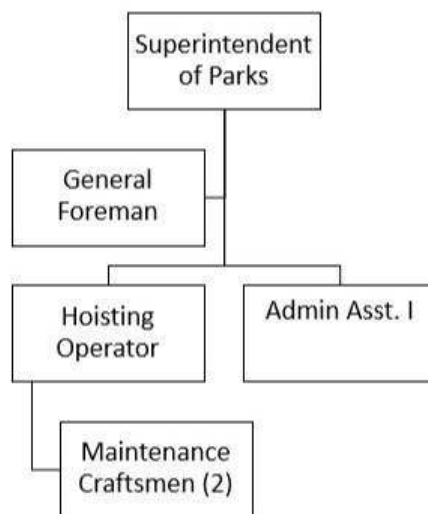 Superintendent
of Parks
General
Foreman
Hoisting
Operator
Admin Asst. I
Maintenance
Craftsmen (2)